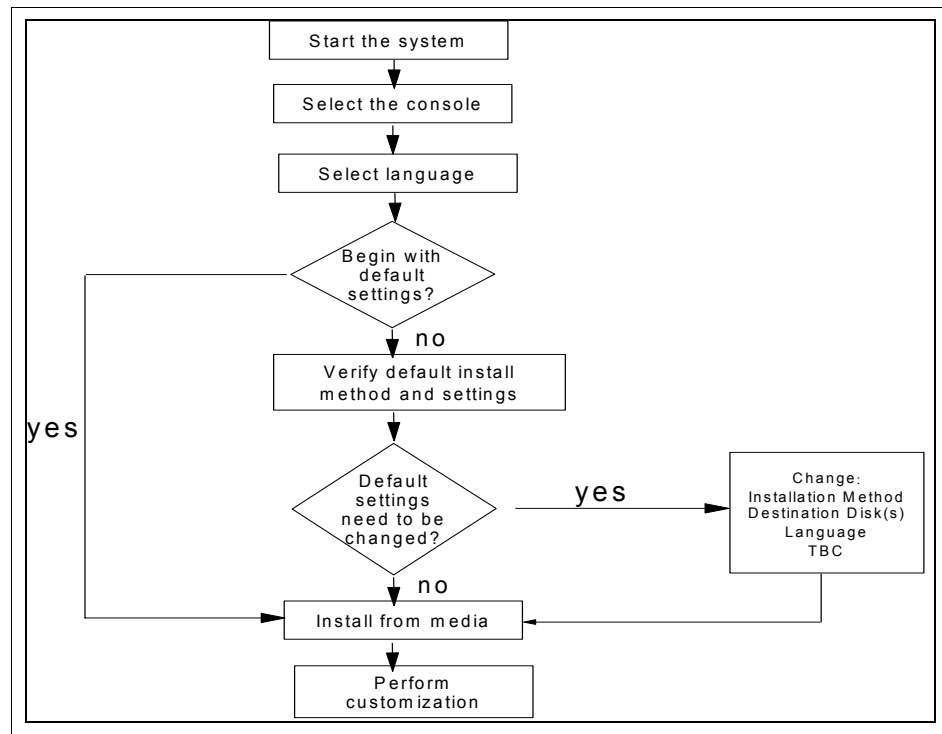 Start the system
Select the console
Select language
Begin with
default
settings?
no
Verify default install
method and settings
yes
Default
settings
need to be
changed?
yes
Change:
Installation Method
Destination Disk(s)
Language
TBC
no
Install from media
Perform
customization